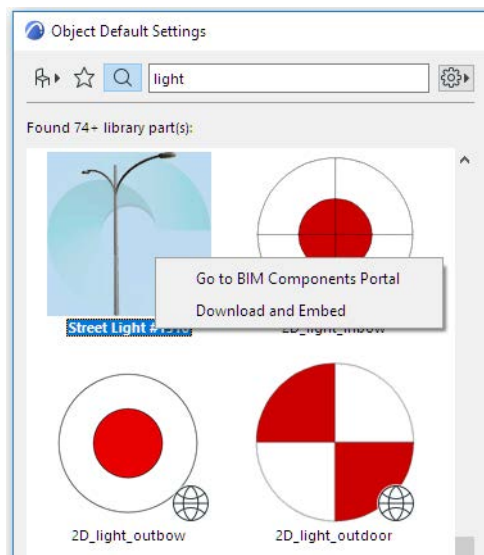 Object Default Settings
light
Found 74+ library part(s):
Go to BIM Components Portal
Download and Embed
Street Light
2D_light_inbow
2D_light_outbow
2D_light_outdoor